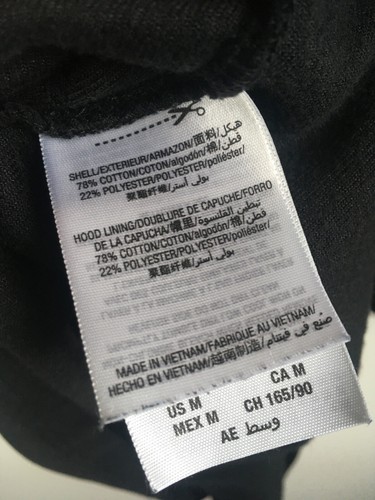 SHELL/EXTERIEUR/ARMAZON/面料/هيكل
78% COTTON/COTON/algodón/棉/قطن/
22% POLYESTER/POLYESTER/poliéster/
聚酯纤维/بولي استر/
HOOD LINING/DOUBLURE DE CAPUCHE/FORRO
DE LA CAPUCHA/帽里/تبطين القلنسوة/
78% COTTON/COTON/algodón/棉/قطن/
22% POLYESTER/POLYESTER/poliéster/
聚酯纤维/بولي استر/
MADE IN VIETNAM/FABRIQUE AU VIETNAM/
HECHO EN VIETNAM/越南制造/صنع في فيتنام/
US M CA M
MEX M CH 165/90
AE وسط